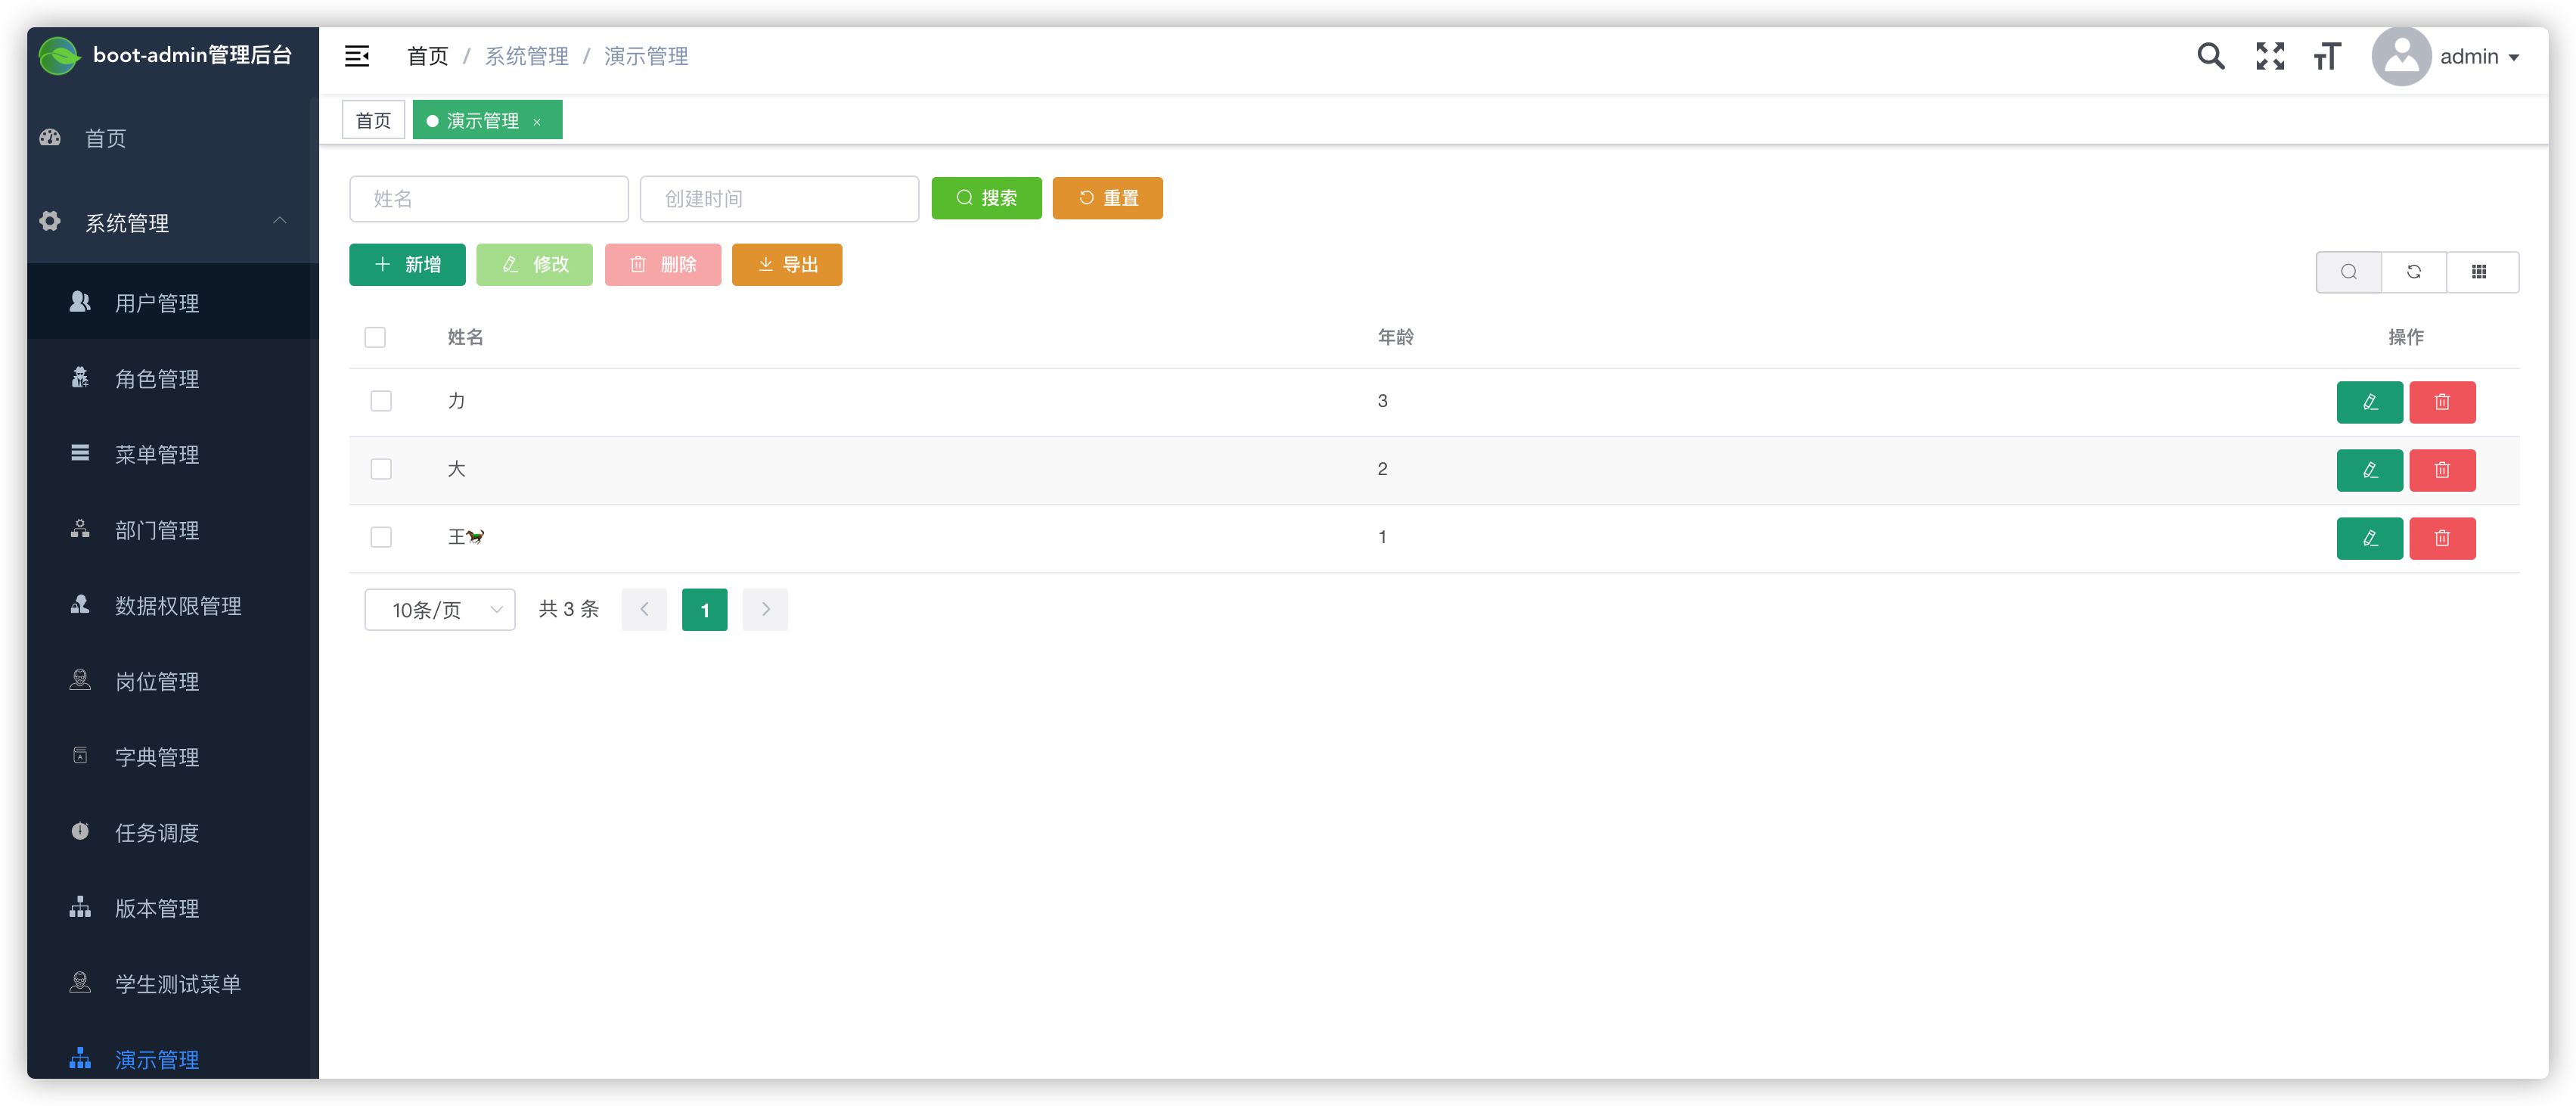 boot-admin管理后台
首页
系统管理
用户管理
角色管理
菜单管理
部门管理
数据权限管理
岗位管理
字典管理
任务调度
版本管理
学生测试菜单
演示管理
首页 / 系统管理 / 演示管理
admin
首页 演示管理 ×
姓名 创建时间 搜索 重置
新增 修改 删除 导出
姓名 年龄 操作
力 3
大 2
王🐎 1
10条/页 共 3 条 1